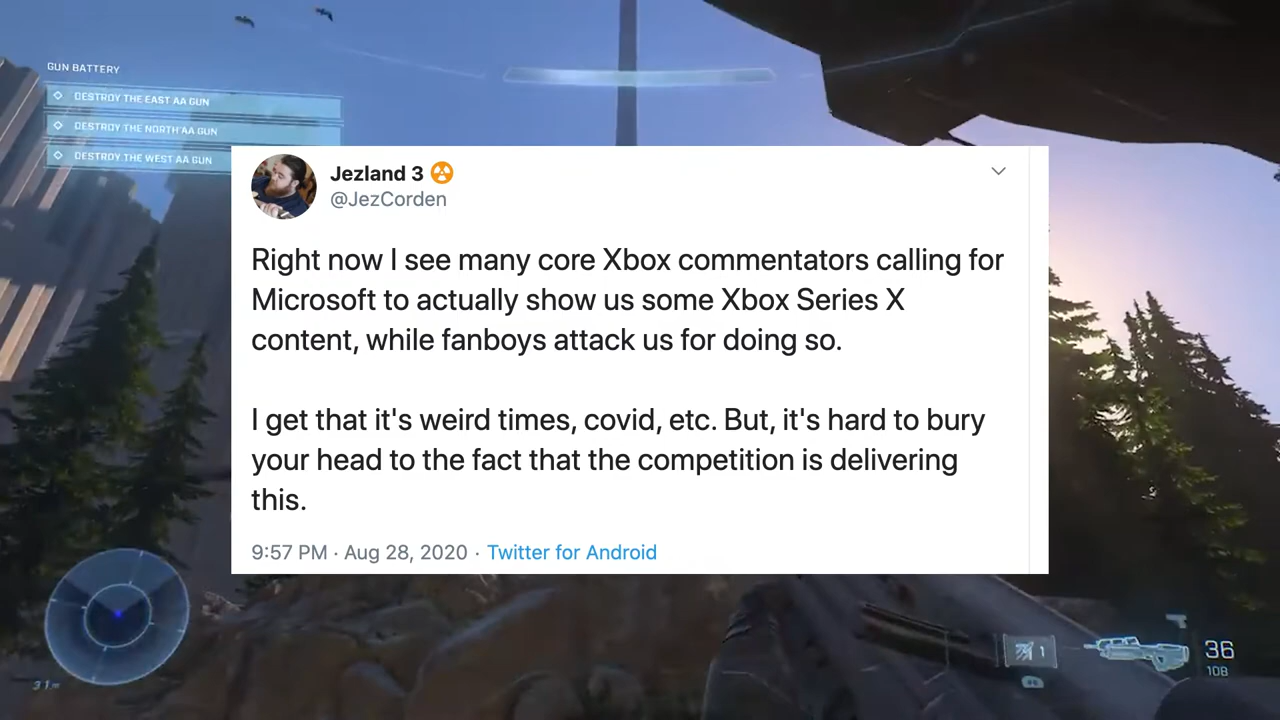 GUN BATTERY
DESTROY THE EAST AA GUN
DESTROY THE NORTH AA GUN
DESTROY THE WEST AA GUN
Jezland 3
@JezCorden
Right now I see many core Xbox commentators calling for
Microsoft to actually show us some Xbox Series X
content, while fanboys attack us for doing so.
I get that it's weird times, covid, etc. But, it's hard to bury
your head to the fact that the competition is delivering
this.
9:57 PM · Aug 28, 2020 · Twitter for Android
1
36
108
31m